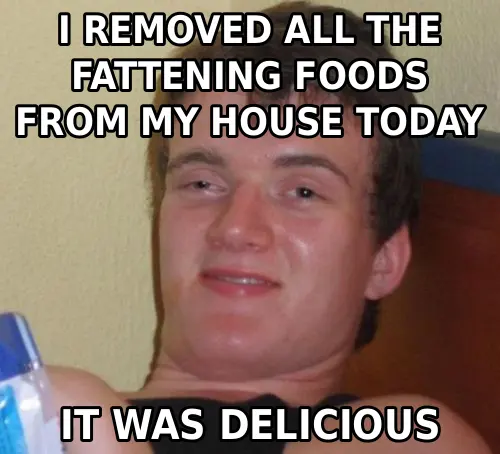 I REMOVED ALL THE
FATTENING FOODS
FROM MY HOUSE TODAY
IT WAS DELICIOUS